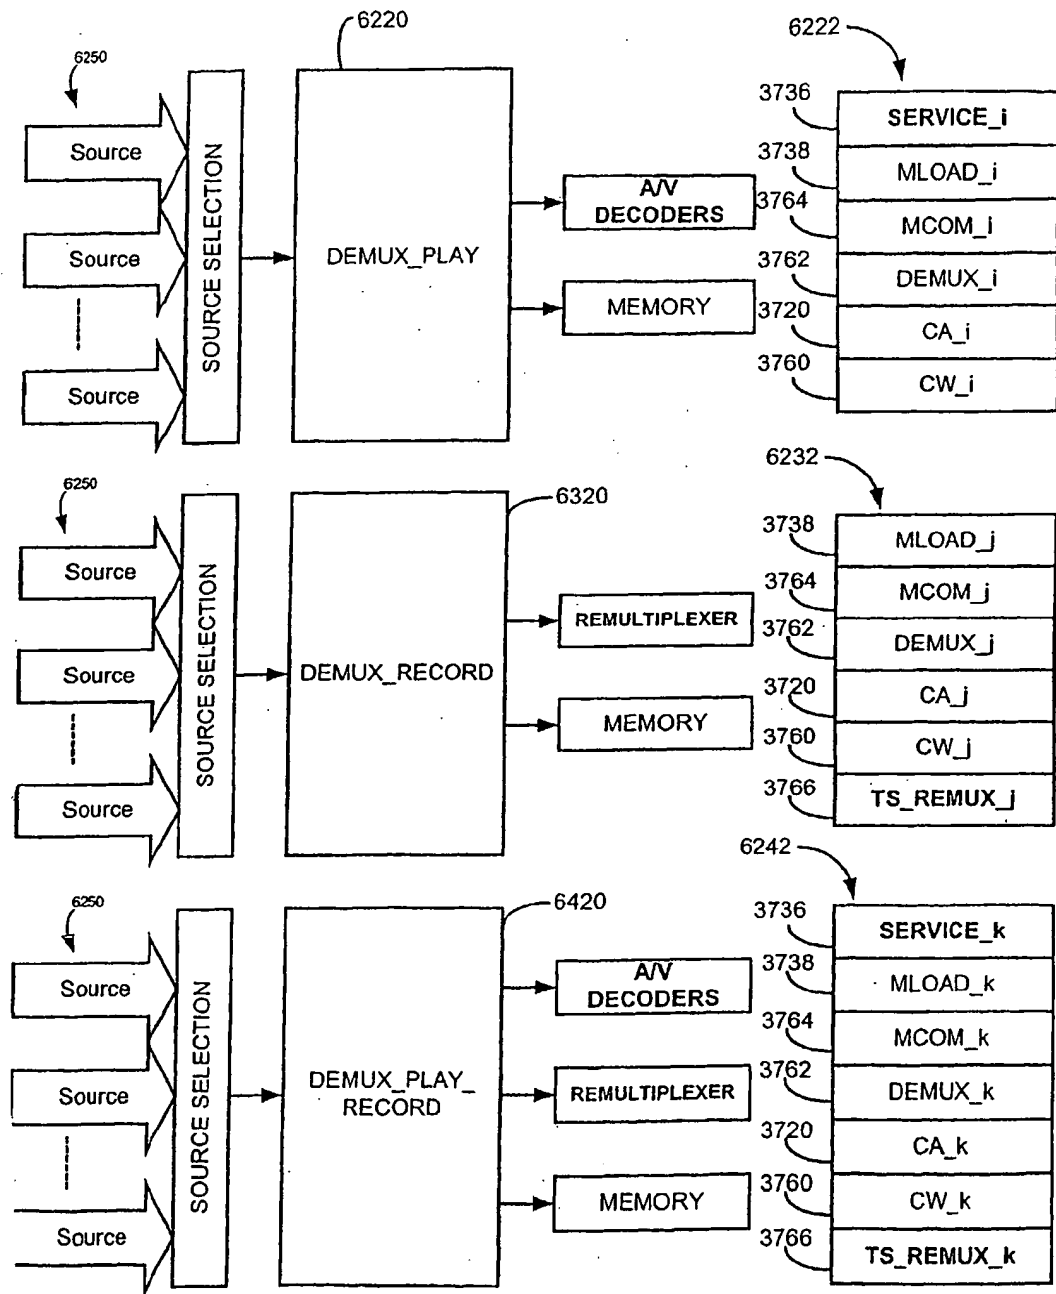 6220
6222
6250
3736
SERVICE_i
Source
SOURCE SELECTION
3738
MLOAD_i
A/V
DECODERS
3764
MCOM_i
Source
DEMUX_PLAY
3762
DEMUX_i
MEMORY
3720
CA_i
3760
CW_i
Source
6232
6250
6320
3738
MLOAD_j
Source
SOURCE SELECTION
3764
MCOM_j
REMULTIPLEXER
3762
DEMUX_j
Source
DEMUX_RECORD
3720
CA_j
MEMORY
3760
CW_j
3766
TS_REMUX_j
Source
6242
6250
6420
3736
SERVICE_k
Source
SOURCE SELECTION
A/V
DECODERS
3738
MLOAD_k
3764
MCOM_k
Source
DEMUX_PLAY_
RECORD
REMULTIPLEXER
3762
DEMUX_k
3720
CA_k
MEMORY
3760
CW_k
Source
3766
TS_REMUX_k